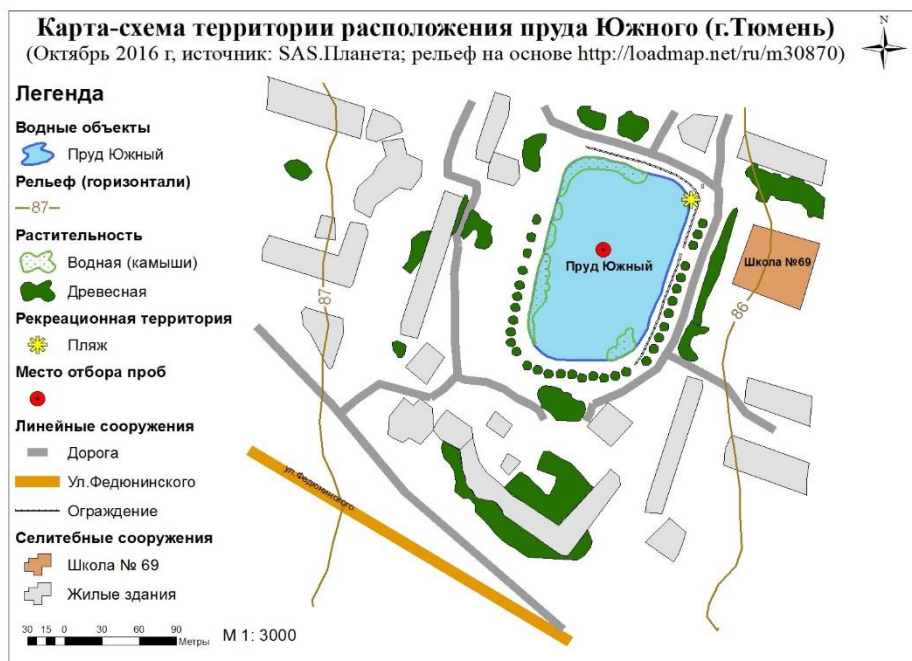 Карта-схема территории расположения пруда Южного (г.Тюмень)
(Октябрь 2016 г, источник: SAS.Планета; рельеф на основе http://loadmap.net/ru/m30870)
N
Легенда
Водные объекты
Пруд Южный
Рельеф (горизонтали)
87
Растительность
Водная (камыши)
Древесная
Рекреационная территория
Пляж
Место отбора проб
Линейные сооружения
Дорога
Ул.Федюнинского
Ограждение
Селитебные сооружения
Школа № 69
Жилые здания
30 15 0 30 60 90
Метры
М 1: 3000
Пруд Южный
Школа №69
87
86
ул.Федюнинского